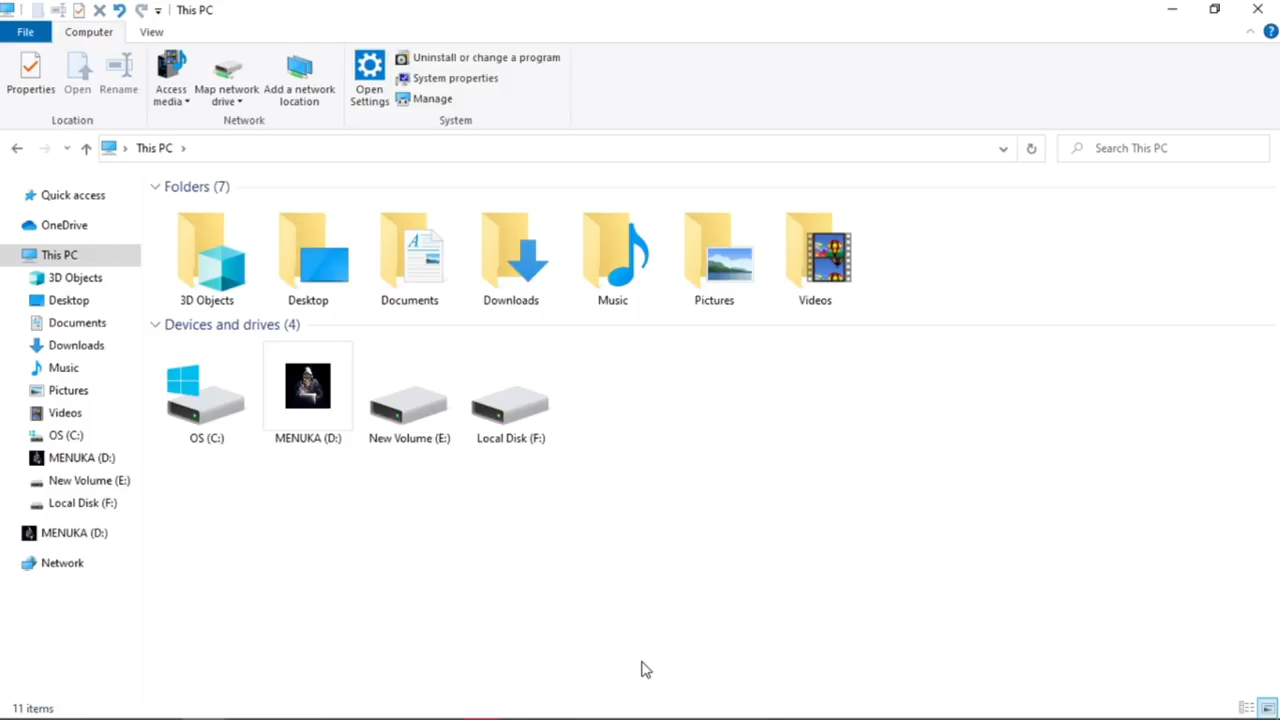 This PC
File
Computer
View
Properties
Open
Rename
Access media
Map network drive
Add a network location
Open Settings
Uninstall or change a program
System properties
Manage
Location
Network
System
This PC
Search This PC
Quick access
OneDrive
This PC
3D Objects
Desktop
Documents
Downloads
Music
Pictures
Videos
OS (C:)
MENUKA (D:)
New Volume (E:)
Local Disk (F:)
MENUKA (D:)
Network
Folders (7)
3D Objects
Desktop
Documents
Downloads
Music
Pictures
Videos
Devices and drives (4)
OS (C:)
MENUKA (D:)
New Volume (E:)
Local Disk (F:)
11 items